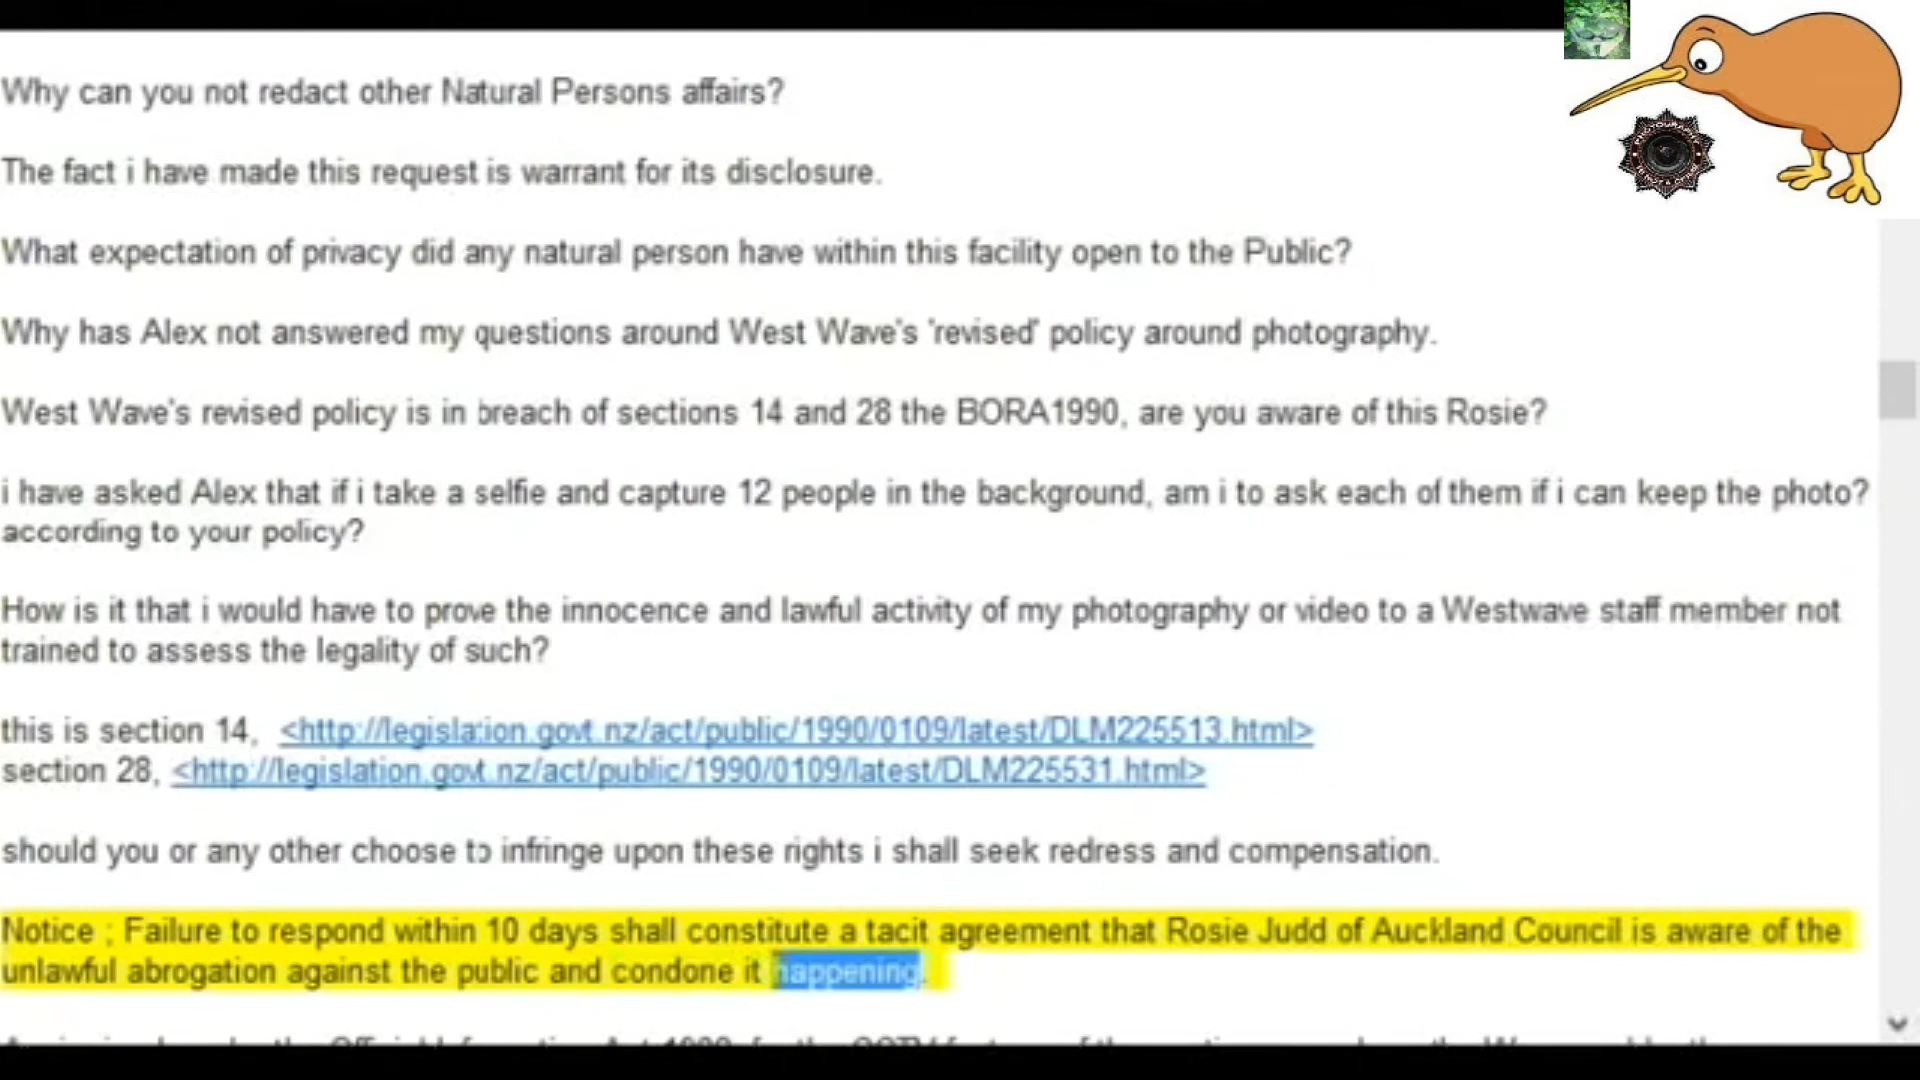 Why can you not redact other Natural Persons affairs?
The fact i have made this request is warrant for its disclosure.
What expectation of privacy did any natural person have within this facility open to the Public?
Why has Alex not answered my questions around West Wave's 'revised' policy around photography.
West Wave's revised policy is in breach of sections 14 and 28 the BORA1990, are you aware of this Rosie?
i have asked Alex that if i take a selfie and capture 12 people in the background, am i to ask each of them if i can keep the photo?
according to your policy?
How is it that i would have to prove the innocence and lawful activity of my photography or video to a Westwave staff member not
trained to assess the legality of such?
this is section 14, <http://legislation.govt.nz/act/public/1990/0109/latest/DLM225513.html>
section 28, <http://legislation.govt.nz/act/public/1990/0109/latest/DLM225531.html>
should you or any other choose to infringe upon these rights i shall seek redress and compensation.
Notice ; Failure to respond within 10 days shall constitute a tacit agreement that Rosie Judd of Auckland Council is aware of the
unlawful abrogation against the public and condone it happening.